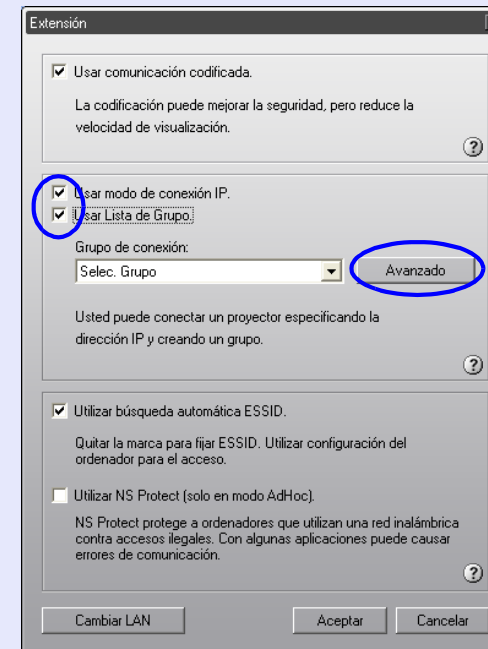 Extensión
Usar comunicación codificada.
La codificación puede mejorar la seguridad, pero reduce la
velocidad de visualización.
?
Usar modo de conexión IP.
Usar Lista de Grupo.
Grupo de conexión:
Selec. Grupo
Avanzado
Usted puede conectar un proyector especificando la
dirección IP y creando un grupo.
?
Utilizar búsqueda automática ESSID.
Quitar la marca para fijar ESSID. Utilizar configuración del
ordenador para el acceso.
Utilizar NS Protect (solo en modo AdHoc).
NS Protect protege a ordenadores que utilizan una red inalámbrica
contra accesos ilegales. Con algunas aplicaciones puede causar
errores de comunicación.
?
Cambiar LAN
Aceptar
Cancelar